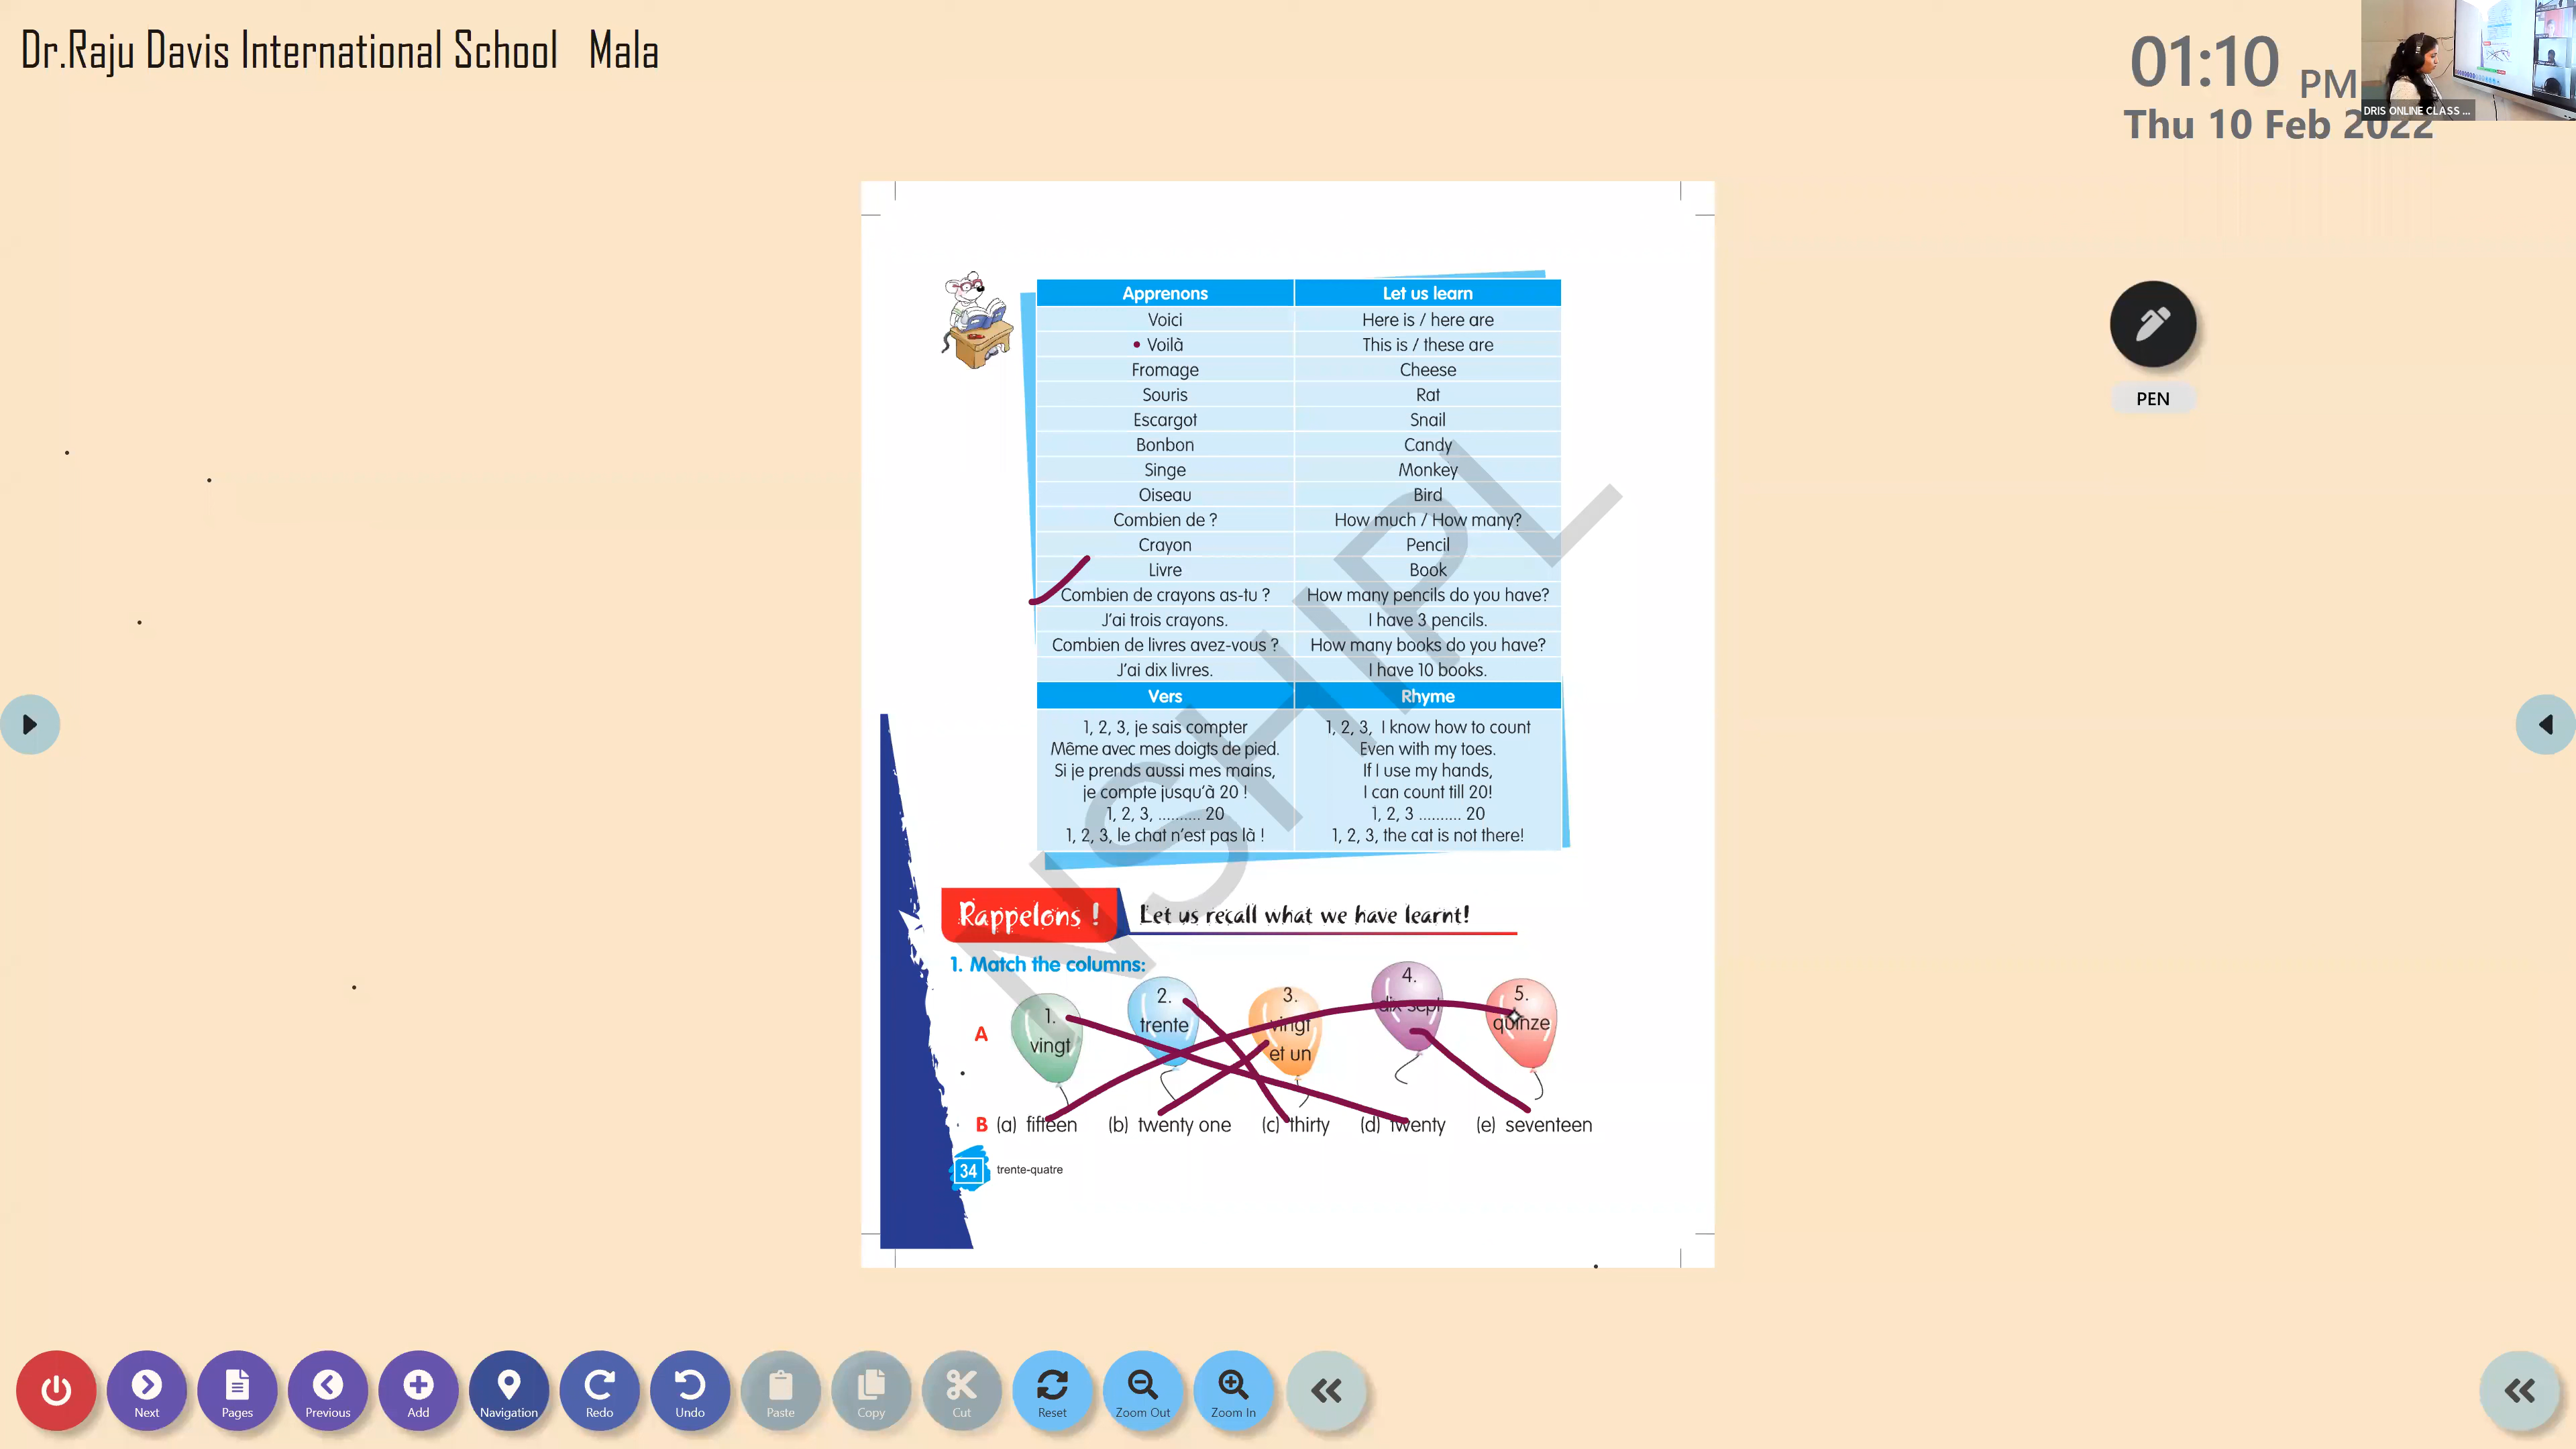 Dr.Raju Davis International School Mala
01:10 PM
Thu 10 Feb 2022
DRIS ONLINE CLASS ...
PEN
Apprenons Let us learn
Voici Here is / here are
• Voilà This is / these are
Fromage Cheese
Souris Rat
Escargot Snail
Bonbon Candy
Singe Monkey
Oiseau Bird
Combien de ? How much / How many?
Crayon Pencil
Livre Book
Combien de crayons as-tu ? How many pencils do you have?
J'ai trois crayons. I have 3 pencils.
Combien de livres avez-vous ? How many books do you have?
J'ai dix livres. I have 10 books.
Vers Rhyme
1, 2, 3, je sais compter 1, 2, 3, I know how to count
Même avec mes doigts de pied. Even with my toes.
Si je prends aussi mes mains, If I use my hands,
je compte jusqu'à 20 ! I can count till 20!
1, 2, 3, .......... 20 1, 2, 3 .......... 20
1, 2, 3, le chat n'est pas là ! 1, 2, 3, the cat is not there!
NSHIPL
Rappelons ! Let us recall what we have learnt!
1. Match the columns:
A
1. vingt
2. trente
3. vingt et un
4. dix sept
5. quinze
B (a) fifteen (b) twenty one (c) thirty (d) twenty (e) seventeen
34 trente-quatre
Next Pages Previous Add Navigation Redo Undo Paste Copy Cut Reset Zoom Out Zoom In